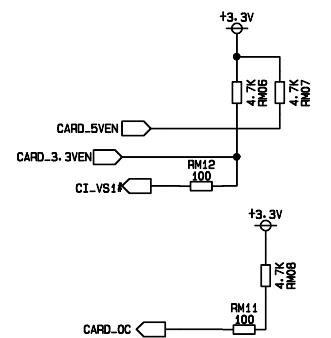 +3.3V
4.7K
RM06
4.7K
RM07
CARD_5VEN
CARD_3.3VEN
RM12
100
CI_VS1#
+3.3V
4.7K
RM08
RM11
100
CARD_OC